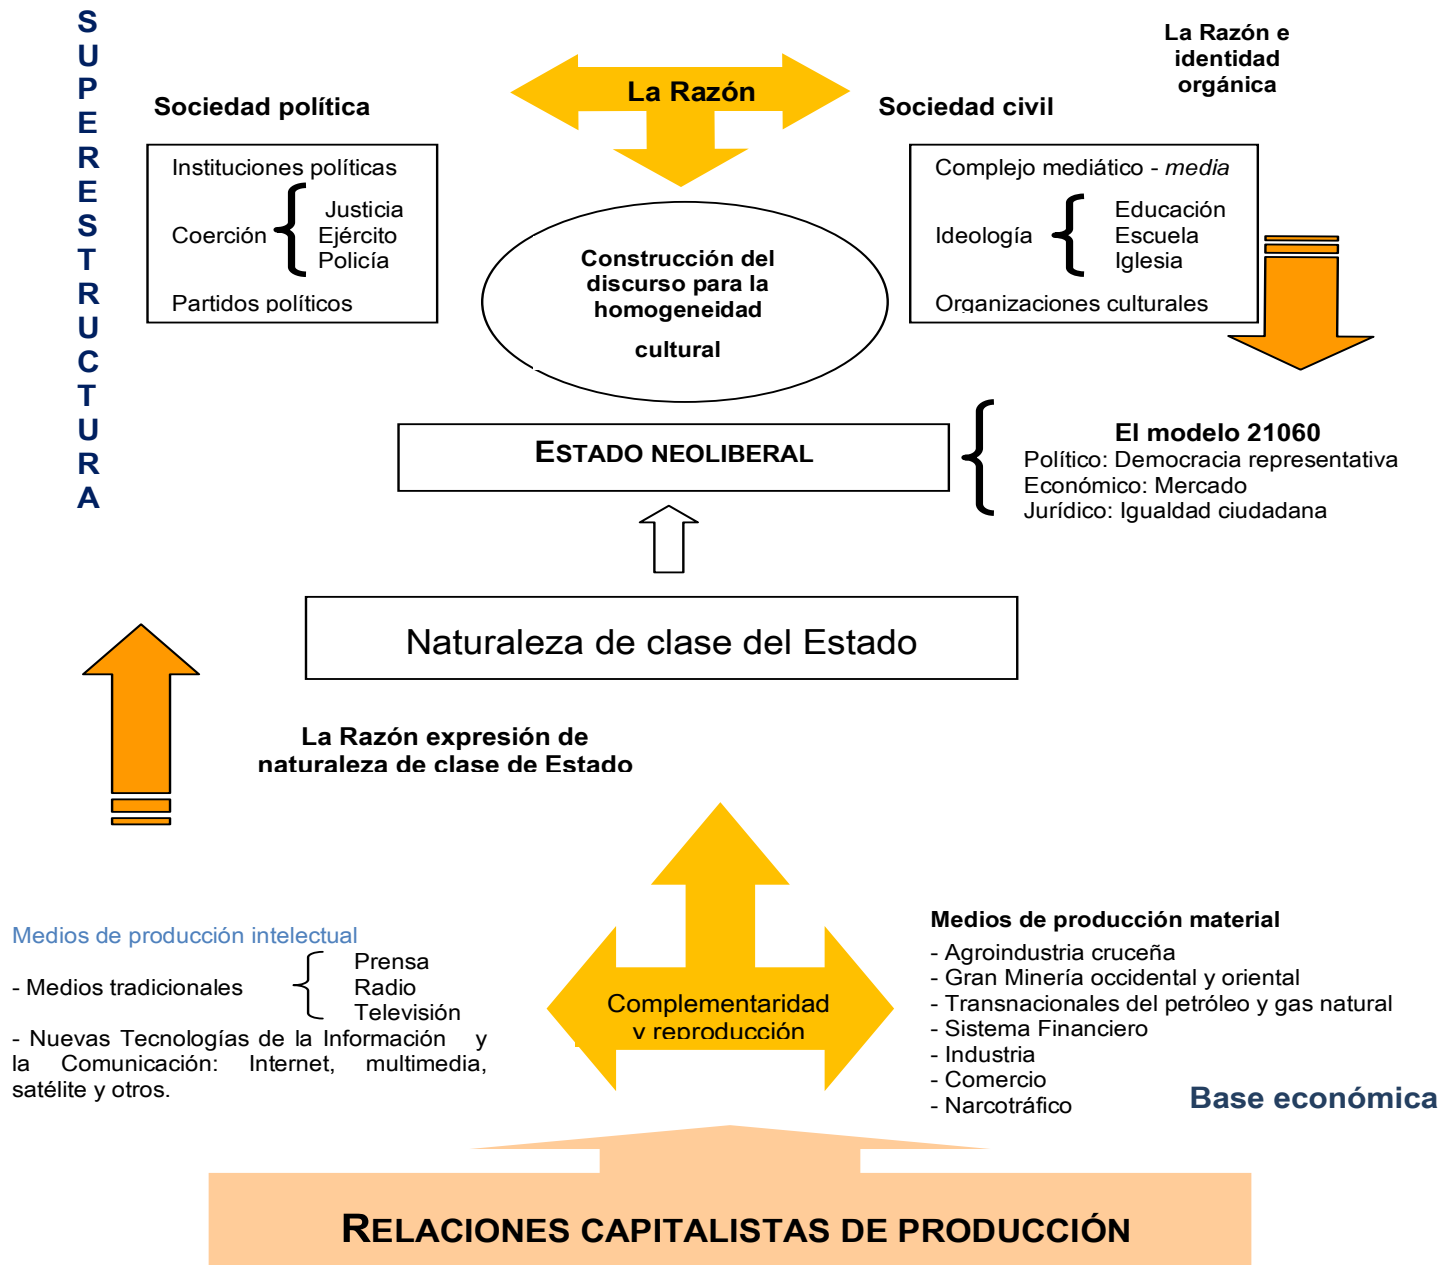 SUPERESTRUCTURA
La Razón e
identidad
orgánica
La Razón
Sociedad política
Sociedad civil
Instituciones políticas
Coerción
Justicia
Ejército
Policía
Partidos políticos
Complejo mediático - media
Ideología
Educación
Escuela
Iglesia
Organizaciones culturales
Construcción del
discurso para la
homogeneidad
cultural
ESTADO NEOLIBERAL
El modelo 21060
Político: Democracia representativa
Económico: Mercado
Jurídico: Igualdad ciudadana
Naturaleza de clase del Estado
La Razón expresión de
naturaleza de clase de Estado
Medios de producción intelectual
- Medios tradicionales
Prensa
Radio
Televisión
- Nuevas Tecnologías de la Información y
la Comunicación: Internet, multimedia,
satélite y otros.
Complementaridad
y reproducción
Medios de producción material
- Agroindustria cruceña
- Gran Minería occidental y oriental
- Transnacionales del petróleo y gas natural
- Sistema Financiero
- Industria
- Comercio
- Narcotráfico
Base económica
RELACIONES CAPITALISTAS DE PRODUCCIÓN